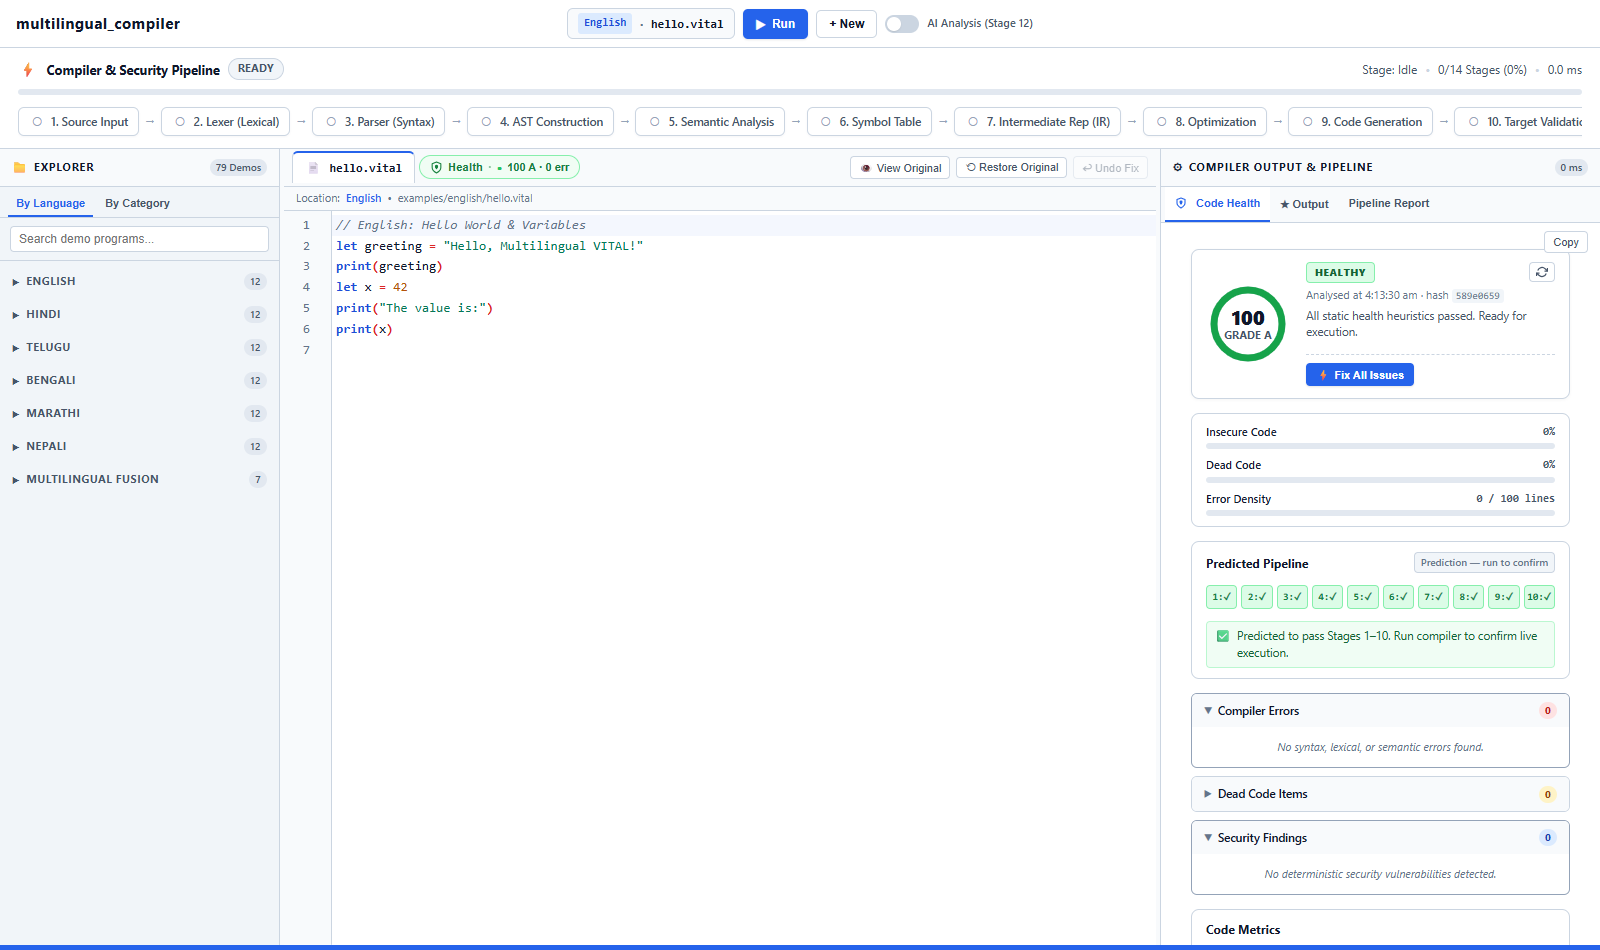 multilingual_compiler
English · hello.vital
▶ Run
+ New
AI Analysis (Stage 12)
Compiler & Security Pipeline
READY
Stage: Idle • 0/14 Stages (0%) • 0.0 ms
1. Source Input → 2. Lexer (Lexical) → 3. Parser (Syntax) → 4. AST Construction → 5. Semantic Analysis → 6. Symbol Table → 7. Intermediate Rep (IR) → 8. Optimization → 9. Code Generation → 10. Target Validatic
EXPLORER
79 Demos
By Language
By Category
Search demo programs...
▶ ENGLISH 12
▶ HINDI 12
▶ TELUGU 12
▶ BENGALI 12
▶ MARATHI 12
▶ NEPALI 12
▶ MULTILINGUAL FUSION 7
hello.vital
Health · 100 A · 0 err
View Original
Restore Original
Undo Fix
Location: English • examples/english/hello.vital
1 // English: Hello World & Variables
2 let greeting = "Hello, Multilingual VITAL!"
3 print(greeting)
4 let x = 42
5 print("The value is:")
6 print(x)
7
COMPILER OUTPUT & PIPELINE
0 ms
Code Health
★ Output
Pipeline Report
Copy
100
GRADE A
HEALTHY
Analysed at 4:13:30 am · hash 589e0659
All static health heuristics passed. Ready for
execution.
Fix All Issues
Insecure Code 0%
Dead Code 0%
Error Density 0 / 100 lines
Predicted Pipeline
Prediction — run to confirm
1:✓ 2:✓ 3:✓ 4:✓ 5:✓ 6:✓ 7:✓ 8:✓ 9:✓ 10:✓
Predicted to pass Stages 1–10. Run compiler to confirm live
execution.
▼ Compiler Errors 0
No syntax, lexical, or semantic errors found.
▶ Dead Code Items 0
▼ Security Findings 0
No deterministic security vulnerabilities detected.
Code Metrics